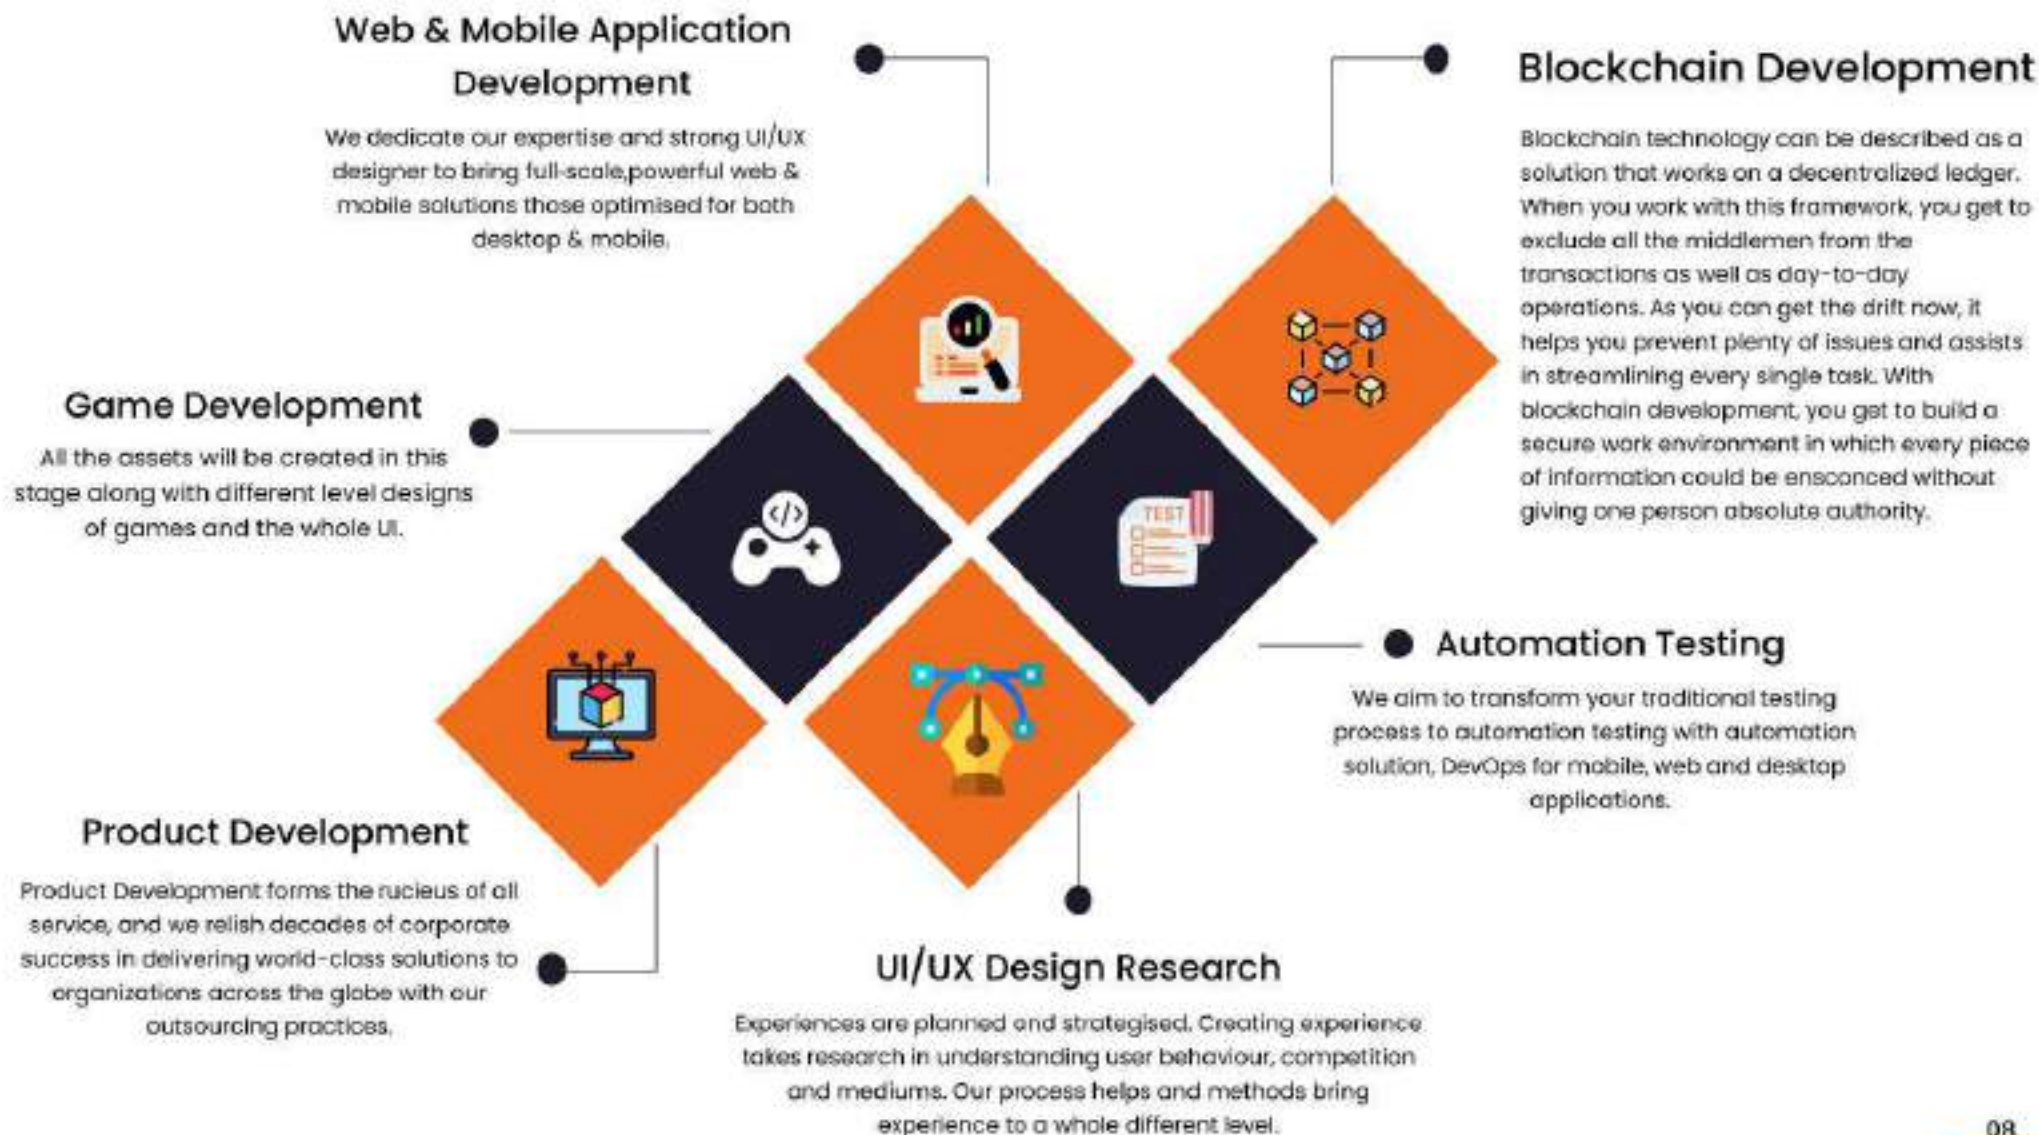 Web & Mobile Application
Development
We dedicate our expertise and strong UI/UX
designer to bring full-scale,powerful web &
mobile solutions those optimised for both
desktop & mobile.
Blockchain Development
Blockchain technology can be described as a
solution that works on a decentralized ledger.
When you work with this framework, you get to
exclude all the middlemen from the
transactions as well as day-to-day
operations. As you can get the drift now, it
helps you prevent plenty of issues and assists
in streamlining every single task. With
blockchain development, you get to build a
secure work environment in which every piece
of information could be ensconced without
giving one person absolute authority.
Game Development
All the assets will be created in this
stage along with different level designs
of games and the whole UI.
</>
TEST
Automation Testing
We aim to transform your traditional testing
process to automation testing with automation
solution, DevOps for mobile, web and desktop
applications.
Product Development
Product Development forms the rucieus of all
service, and we relish decades of corporate
success in delivering world-class solutions to
organizations across the globe with our
outsourcing practices.
UI/UX Design Research
Experiences are planned and strategised. Creating experience
takes research in understanding user behaviour, competition
and mediums. Our process helps and methods bring
experience to a whole different level.
08